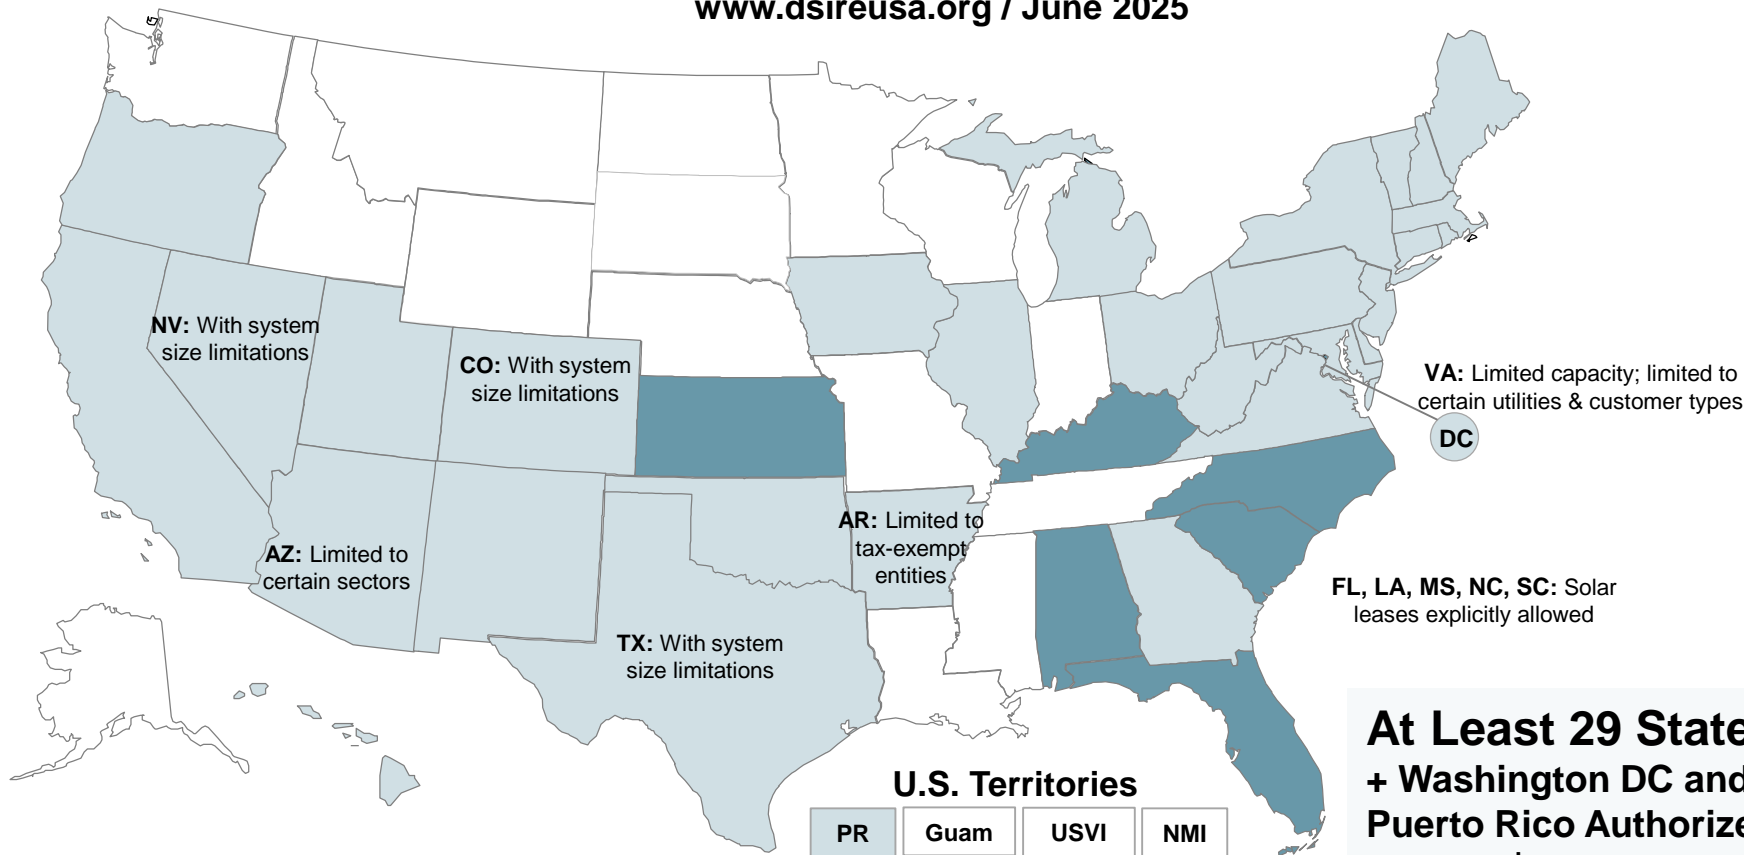 www.dsireusa.org / June 2025
NV: With system
size limitations
CO: With system
size limitations
VA: Limited capacity; limited to
certain utilities & customer types
DC
AR: Limited to
tax-exempt
entities
AZ: Limited to
certain sectors
FL, LA, MS, NC, SC: Solar
leases explicitly allowed
TX: With system
size limitations
U.S. Territories
PR
Guam
USVI
NMI
At Least 29 State
+ Washington DC and
Puerto Rico Authorize